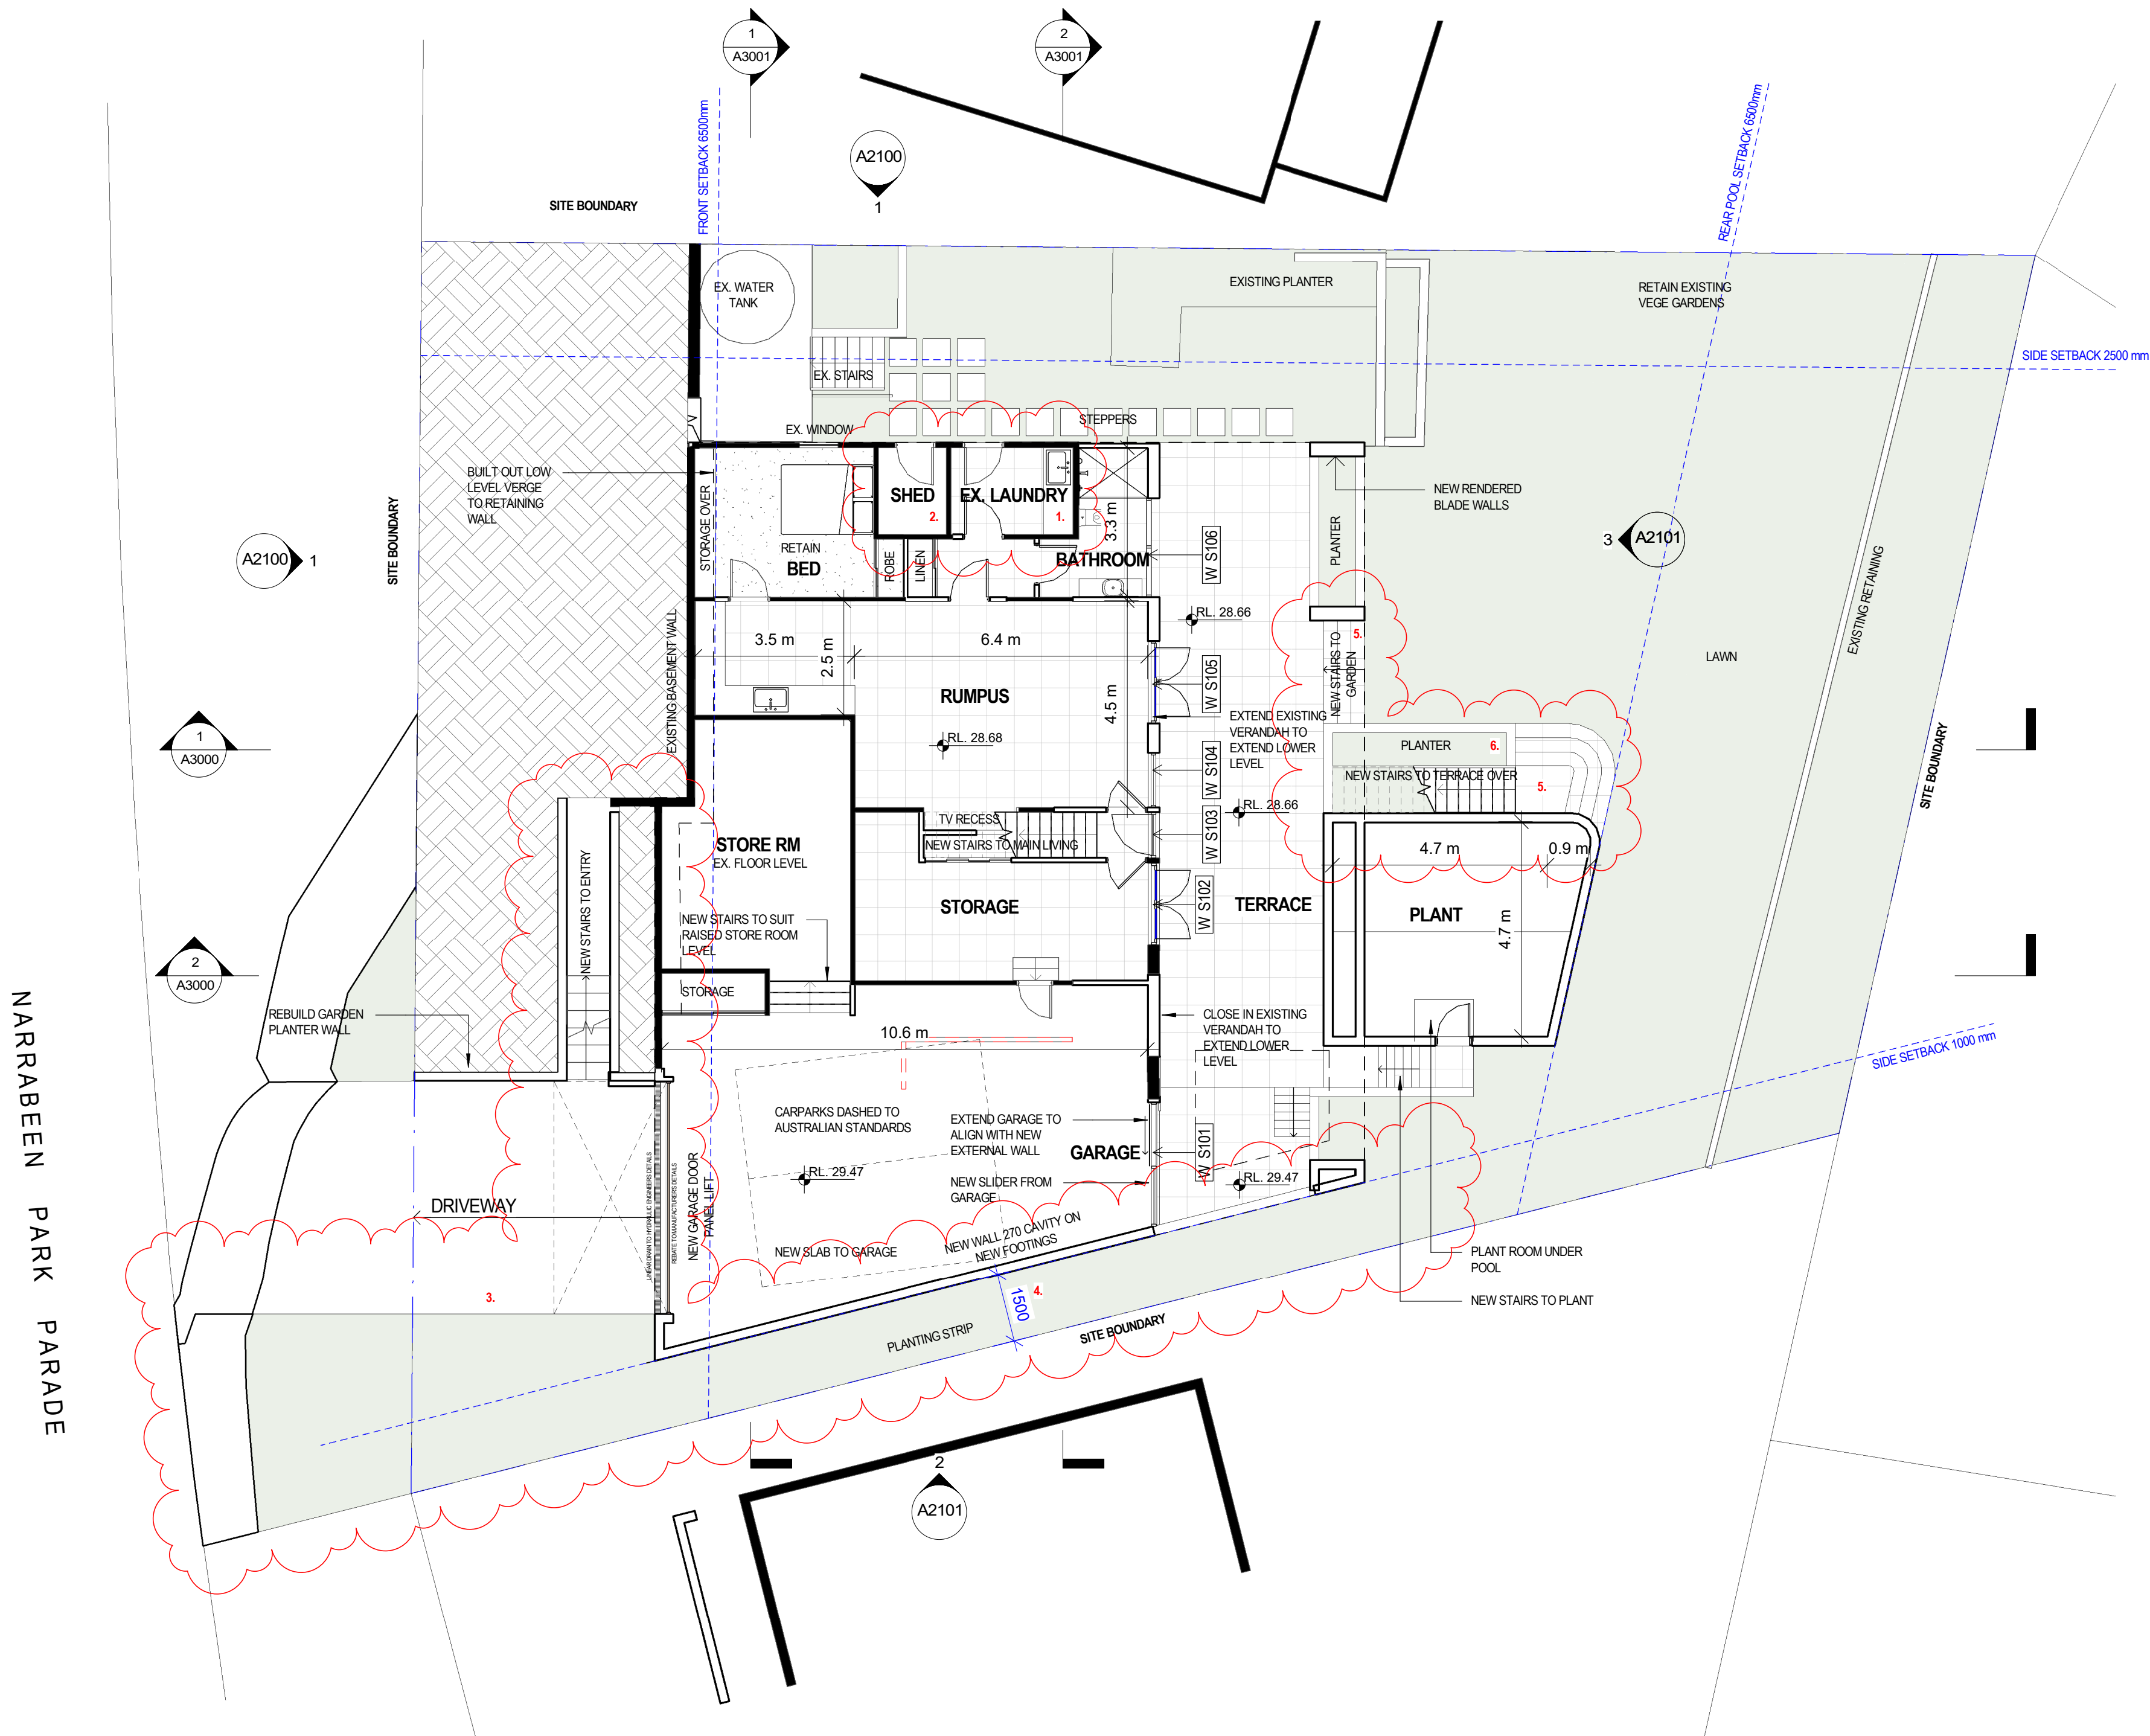 1
A3001
2
A3001
A2100
1
FRONT SETBACK 6500mm
REAR POOL SETBACK 6500mm
SITE BOUNDARY
EX. WATER
TANK
EXISTING PLANTER
RETAIN EXISTING
VEGE GARDENS
SIDE SETBACK 2500 mm
EX. STAIRS
STEPPERS
EX. WINDOW
BUILT OUT LOW
LEVEL VERGE
TO RETAINING
WALL
STORAGE OVER
SHED
2.
EX. LAUNDRY
1.
3.3 m
NEW RENDERED
BLADE WALLS
PLANTER
W S106
A2100
1
SITE BOUNDARY
3
A2101
RETAIN
BED
ROBE
LINEN
BATHROOM
EXISTING RETAINING
RL. 28.66
5.
NEW STAIRS TO
GARDEN
LAWN
EXISTING BASEMENT WALL
3.5 m
2.5 m
6.4 m
RUMPUS
4.5 m
W S105
EXTEND EXISTING
VERANDAH TO
EXTEND LOWER
LEVEL
W S104
RL. 28.68
PLANTER
6.
NEW STAIRS TO TERRACE OVER
5.
SITE BOUNDARY
1
A3000
RL. 28.66
W S103
TV RECESS
NEW STAIRS TO MAIN LIVING
STORE RM
EX. FLOOR LEVEL
4.7 m
0.9 m
NEW STAIRS TO ENTRY
STORAGE
W S102
TERRACE
PLANT
4.7 m
NEW STAIRS TO SUIT
RAISED STORE ROOM
LEVEL
2
A3000
STORAGE
REBUILD GARDEN
PLANTER WALL
10.6 m
CLOSE IN EXISTING
VERANDAH TO
EXTEND LOWER
LEVEL
SIDE SETBACK 1000 mm
NARRABEEN PARK PARADE
CARPARKS DASHED TO
AUSTRALIAN STANDARDS
EXTEND GARAGE TO
ALIGN WITH NEW
EXTERNAL WALL
GARAGE
W S101
RL. 29.47
NEW SLIDER FROM
GARAGE
RL. 29.47
DRIVEWAY
LINEAR DRAIN TO HYDRAULIC ENGINEERS DETAILS
REBATE TO MANUFACTURERS DETAILS
NEW GARAGE DOOR
PANEL LIFT
NEW SLAB TO GARAGE
NEW WALL 270 CAVITY ON
NEW FOOTINGS
PLANT ROOM UNDER
POOL
NEW STAIRS TO PLANT
3.
1500
4.
PLANTING STRIP
SITE BOUNDARY
2
A2101